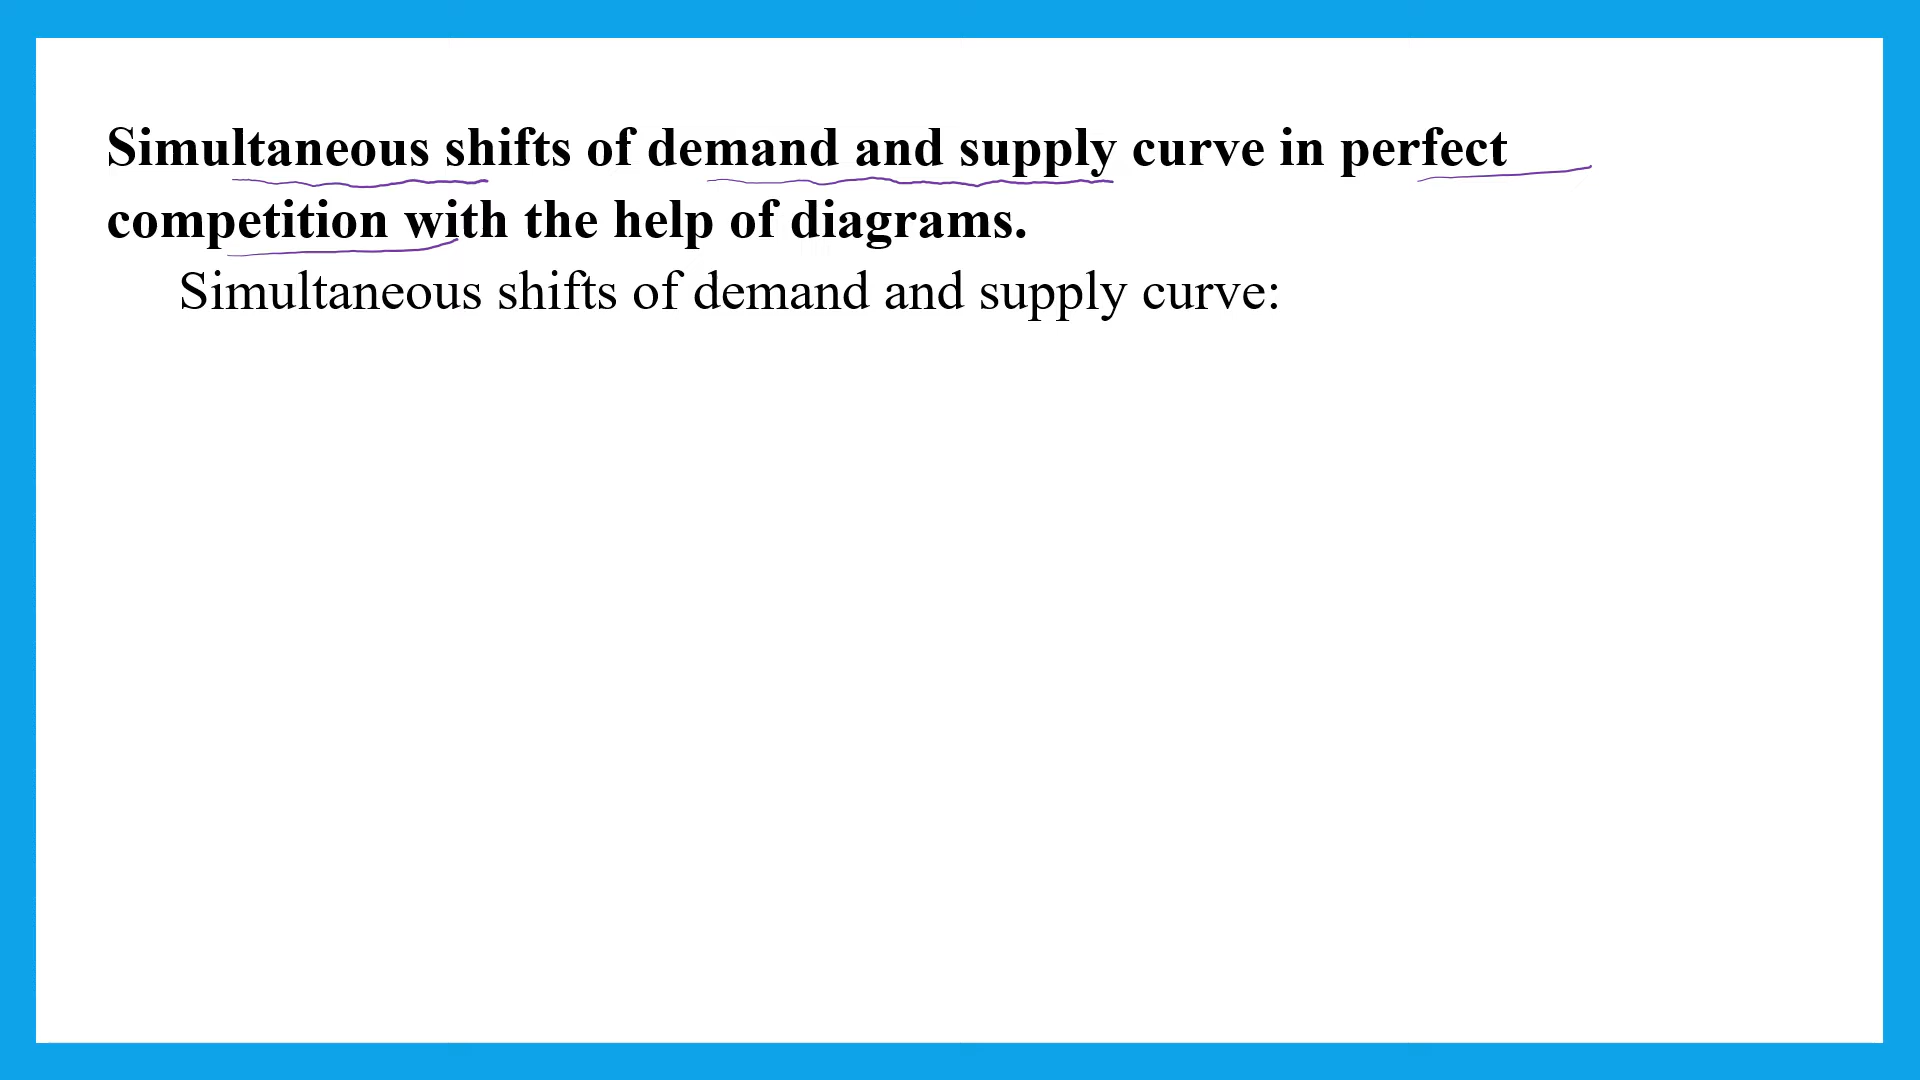 Simultaneous shifts of demand and supply curve in perfect
competition with the help of diagrams.
Simultaneous shifts of demand and supply curve: